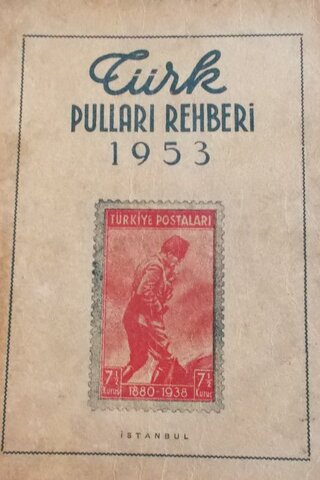 Türk
PULLARI REHBERİ
1953
TÜRKİYE POSTALARI
7½ 7½
Kuruş Kuruş
1880-1938
İSTANBUL